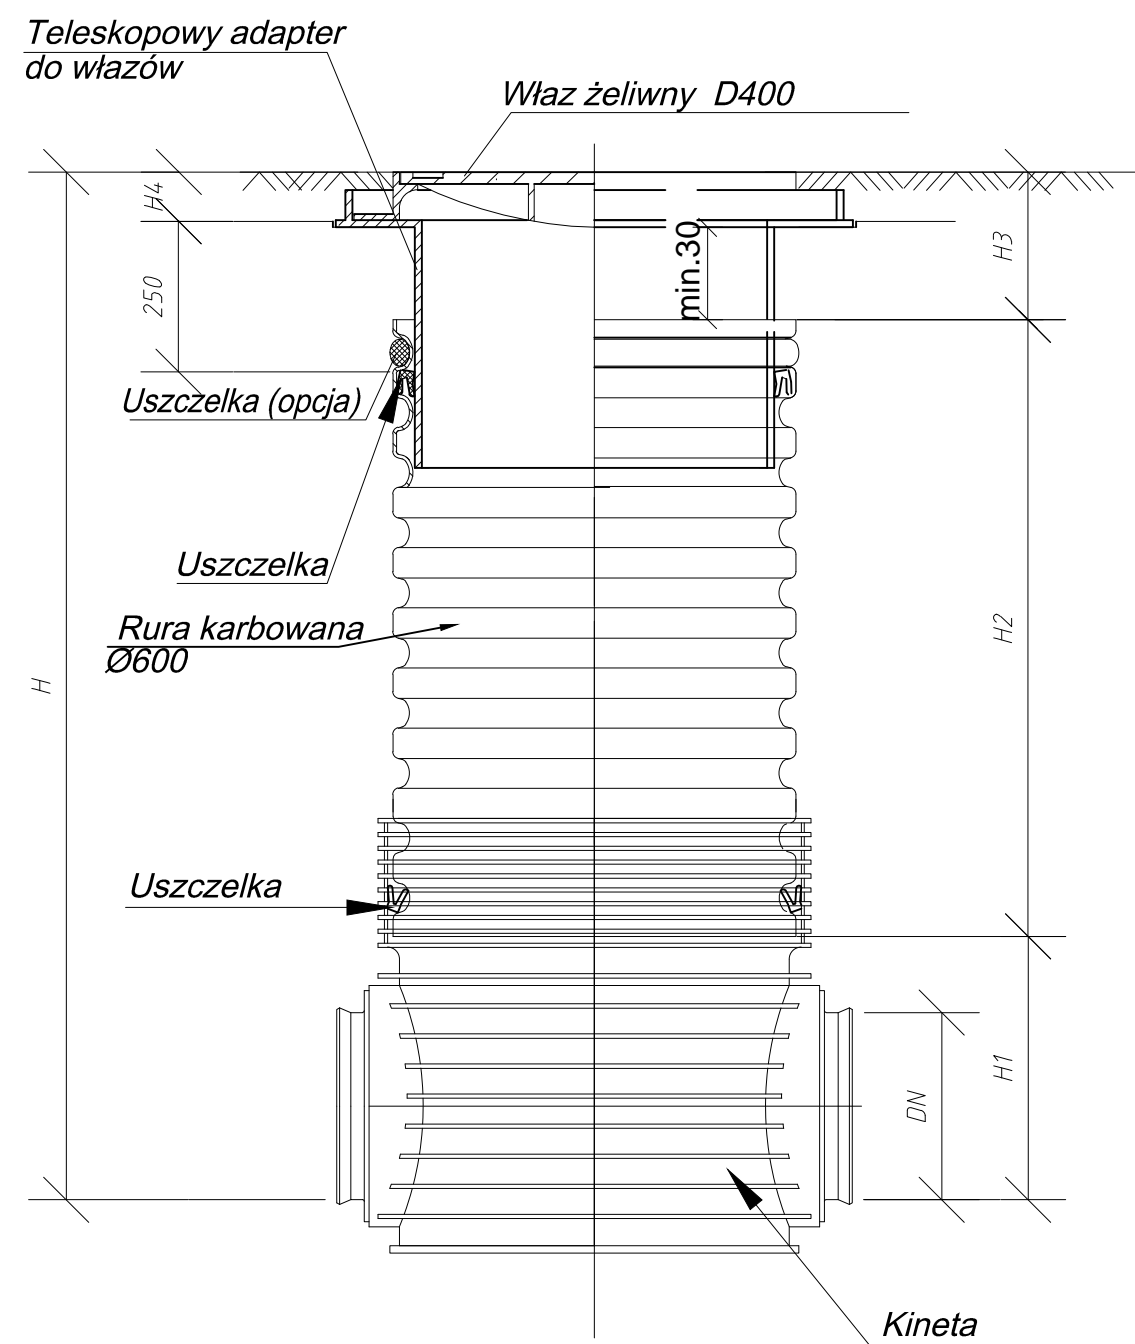 Teleskopowy adapter
do włazów
Właz żeliwny D400
H4
H3
min.30
250
Uszczelka (opcja)
Uszczelka
Rura karbowana
Ø600
H2
H
Uszczelka
H1
DN
Kineta